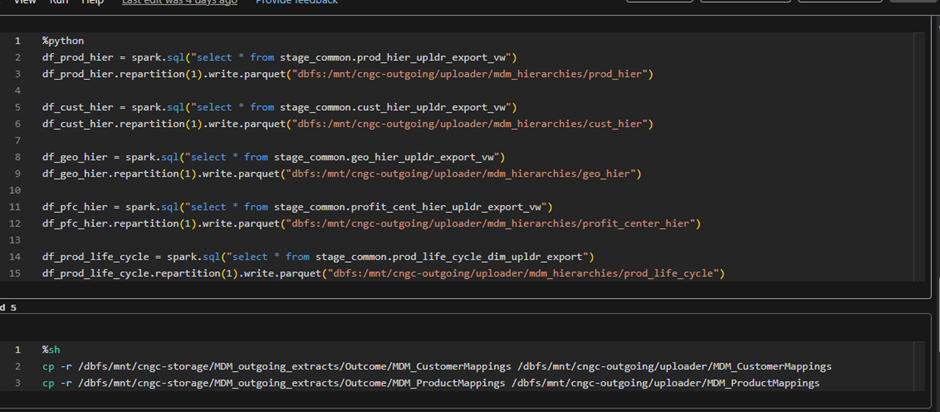 View Run Help Last edit was 4 days ago Provide feedback
1 %python
2 df_prod_hier = spark.sql("select * from stage_common.prod_hier_upldr_export_vw")
3 df_prod_hier.repartition(1).write.parquet("dbfs:/mnt/cngc-outgoing/uploader/mdm_hierarchies/prod_hier")
4
5 df_cust_hier = spark.sql("select * from stage_common.cust_hier_upldr_export_vw")
6 df_cust_hier.repartition(1).write.parquet("dbfs:/mnt/cngc-outgoing/uploader/mdm_hierarchies/cust_hier")
7
8 df_geo_hier = spark.sql("select * from stage_common.geo_hier_upldr_export_vw")
9 df_geo_hier.repartition(1).write.parquet("dbfs:/mnt/cngc-outgoing/uploader/mdm_hierarchies/geo_hier")
10
11 df_pfc_hier = spark.sql("select * from stage_common.profit_cent_hier_upldr_export_vw")
12 df_pfc_hier.repartition(1).write.parquet("dbfs:/mnt/cngc-outgoing/uploader/mdm_hierarchies/profit_center_hier")
13
14 df_prod_life_cycle = spark.sql("select * from stage_common.prod_life_cycle_dim_upldr_export")
15 df_prod_life_cycle.repartition(1).write.parquet("dbfs:/mnt/cngc-outgoing/uploader/mdm_hierarchies/prod_life_cycle")
d 5
1 %sh
2 cp -r /dbfs/mnt/cngc-storage/MDM_outgoing_extracts/Outcome/MDM_CustomerMappings /dbfs/mnt/cngc-outgoing/uploader/MDM_CustomerMappings
3 cp -r /dbfs/mnt/cngc-storage/MDM_outgoing_extracts/Outcome/MDM_ProductMappings /dbfs/mnt/cngc-outgoing/uploader/MDM_ProductMappings